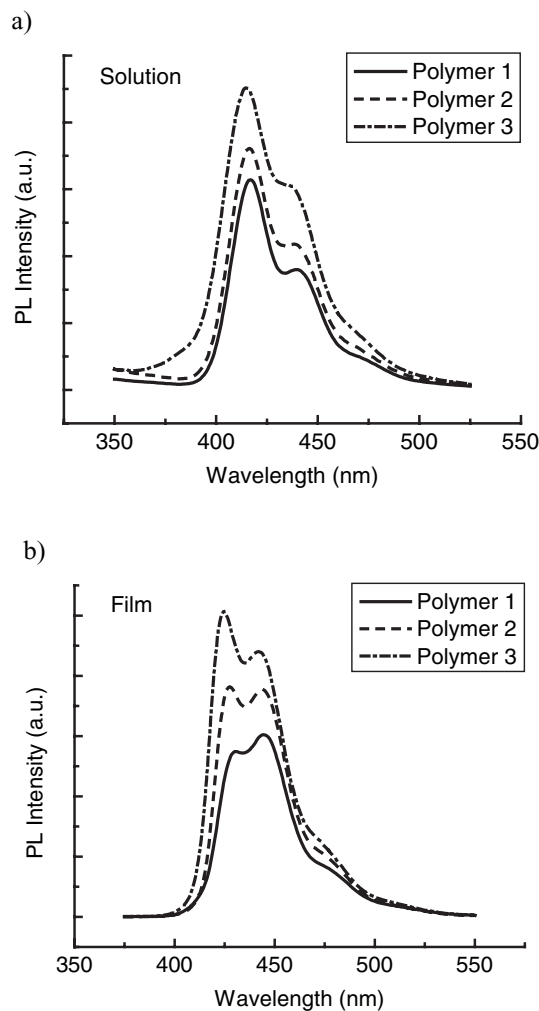 a)
Solution
Polymer 1
Polymer 2
Polymer 3
PL Intensity (a.u.)
350 400 450 500 550
Wavelength (nm)
b)
Film
Polymer 1
Polymer 2
Polymer 3
PL Intensity (a.u.)
350 400 450 500 550
Wavelength (nm)